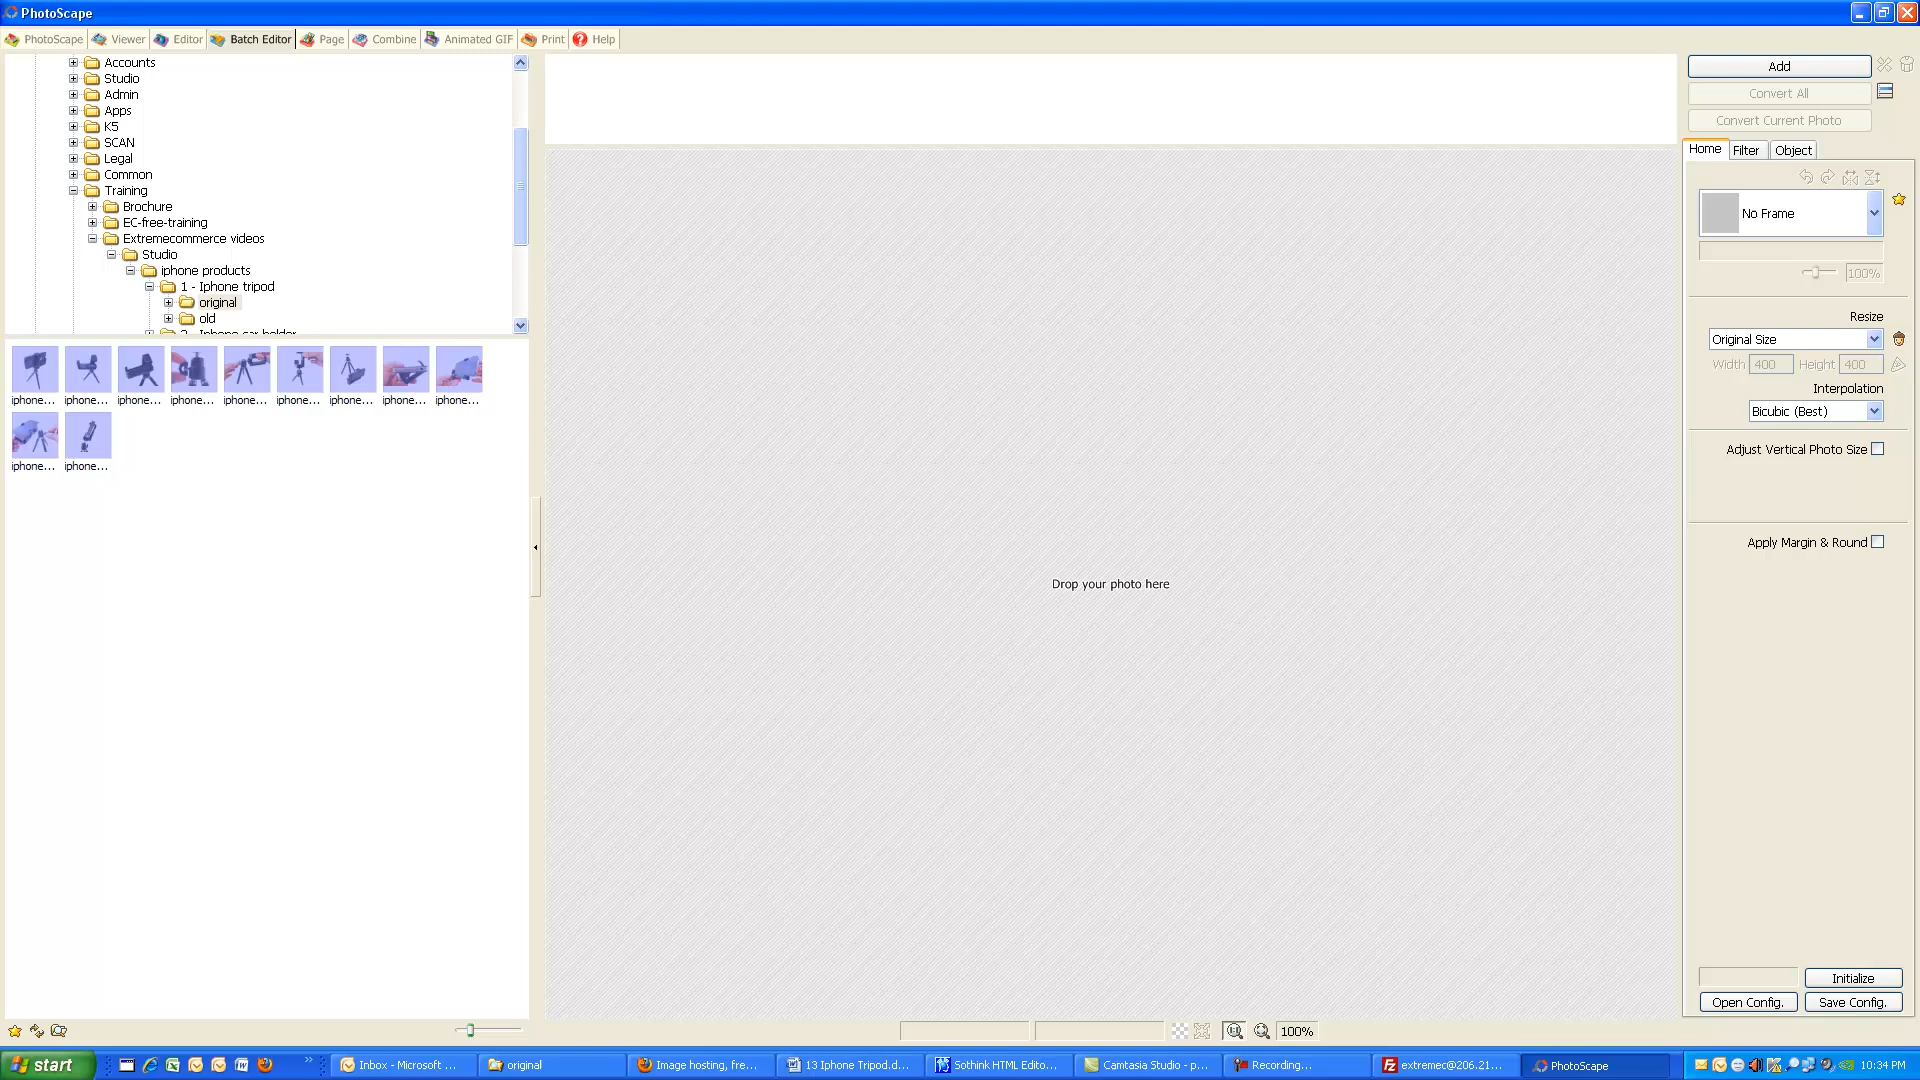 PhotoScape
PhotoScape Viewer Editor Batch Editor Page Combine Animated GIF Print Help
Accounts
Studio
Admin
Apps
K5
SCAN
Legal
Common
Training
Brochure
EC-free-training
Extremecommerce videos
Studio
iphone products
1 - Iphone tripod
original
old
2 - Iphone car holder
iphone... iphone... iphone... iphone... iphone... iphone... iphone... iphone... iphone...
iphone... iphone...
Drop your photo here
100%
Add
Convert All
Convert Current Photo
Home Filter Object
No Frame
100%
Resize
Original Size
Width 400 Height 400
Interpolation
Bicubic (Best)
Adjust Vertical Photo Size
Apply Margin & Round
Initialize
Open Config. Save Config.
start Inbox - Microsoft ... original Image hosting, fre... 13 Iphone Tripod.d... Sothink HTML Edito... Camtasia Studio - p... Recording... extremec@206.21... PhotoScape 10:34 PM